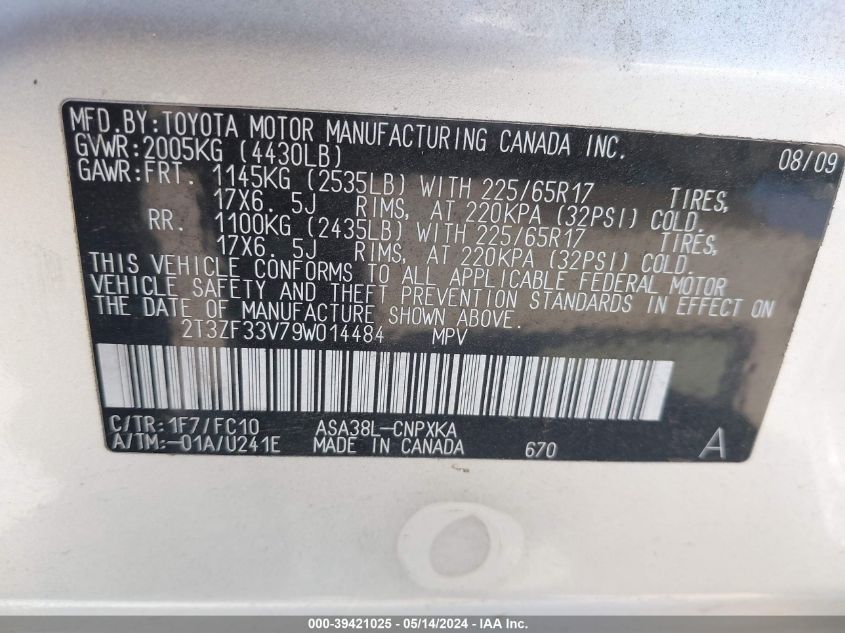 MFD.BY:TOYOTA MOTOR MANUFACTURING CANADA INC. 08/09
GVWR:2005KG (4430LB)
GAWR:FRT. 1145KG (2535LB) WITH 225/65R17 TIRES,
17X6. 5J RIMS, AT 220KPA (32PSI) COLD.
RR. 1100KG (2435LB) WITH 225/65R17 TIRES,
17X6. 5J RIMS, AT 220KPA (32PSI) COLD.
THIS VEHICLE CONFORMS TO ALL APPLICABLE FEDERAL MOTOR
VEHICLE SAFETY AND THEFT PREVENTION STANDARDS IN EFFECT ON
THE DATE OF MANUFACTURE SHOWN ABOVE.
2T3ZF33V79W014484 MPV
C/TR:1F7/FC10 ASA38L-CNPXKA
A/TM:-01A/U241E MADE IN CANADA 670 A
000-39421025 - 05/14/2024 - IAA Inc.